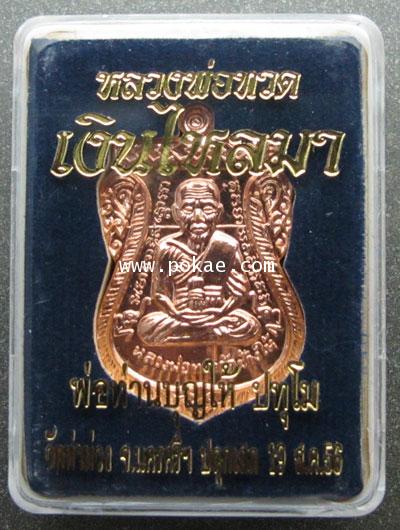 หลวงพ่อทวด
เงินไหลมา
www.pokae.com
พ่อท่านบุญให้ ปทุโม
วัดท่าม่วง จ.นครศรีฯ ปลุกเสก 19 ส.ค.56